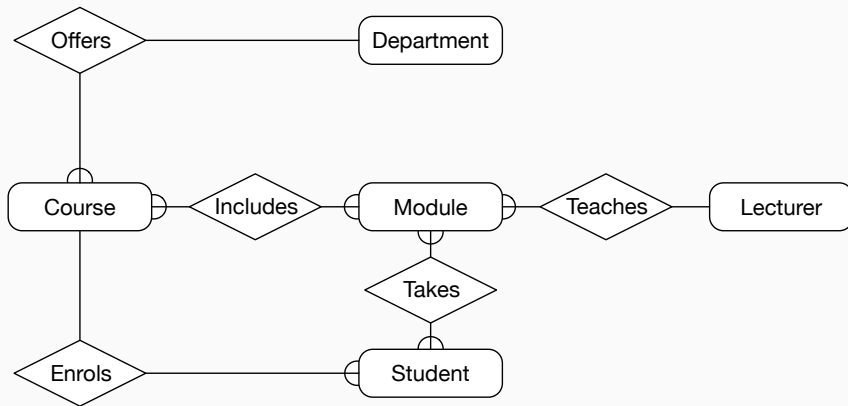 Offers
Department
Course
Includes
Module
Teaches
Lecturer
Takes
Enrols
Student